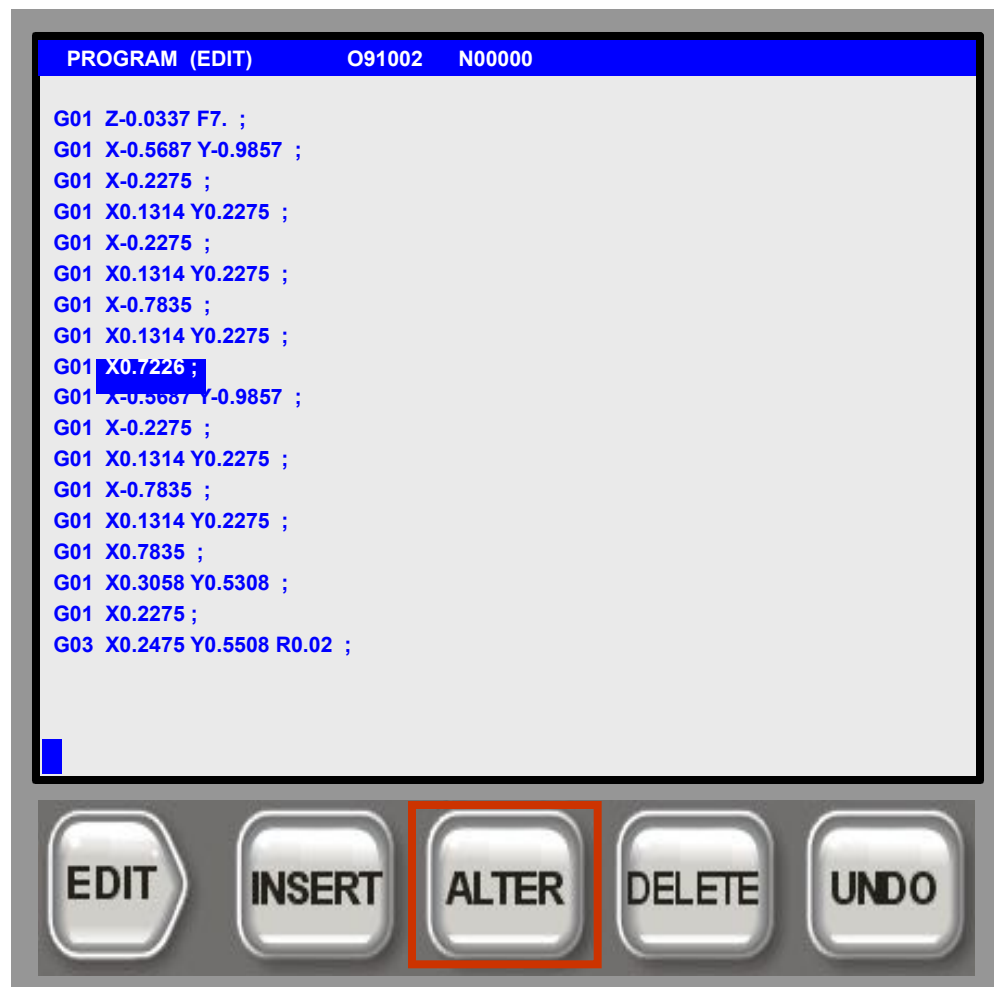 PROGRAM (EDIT) O91002 N00000
G01 Z-0.0337 F7. ;
G01 X-0.5687 Y-0.9857 ;
G01 X-0.2275 ;
G01 X0.1314 Y0.2275 ;
G01 X-0.2275 ;
G01 X0.1314 Y0.2275 ;
G01 X-0.7835 ;
G01 X0.1314 Y0.2275 ;
G01 X0.7226 ;
G01 X-0.5687 Y-0.9857 ;
G01 X-0.2275 ;
G01 X0.1314 Y0.2275 ;
G01 X-0.7835 ;
G01 X0.1314 Y0.2275 ;
G01 X0.7835 ;
G01 X0.3058 Y0.5308 ;
G01 X0.2275 ;
G03 X0.2475 Y0.5508 R0.02 ;
EDIT INSERT ALTER DELETE UNDO